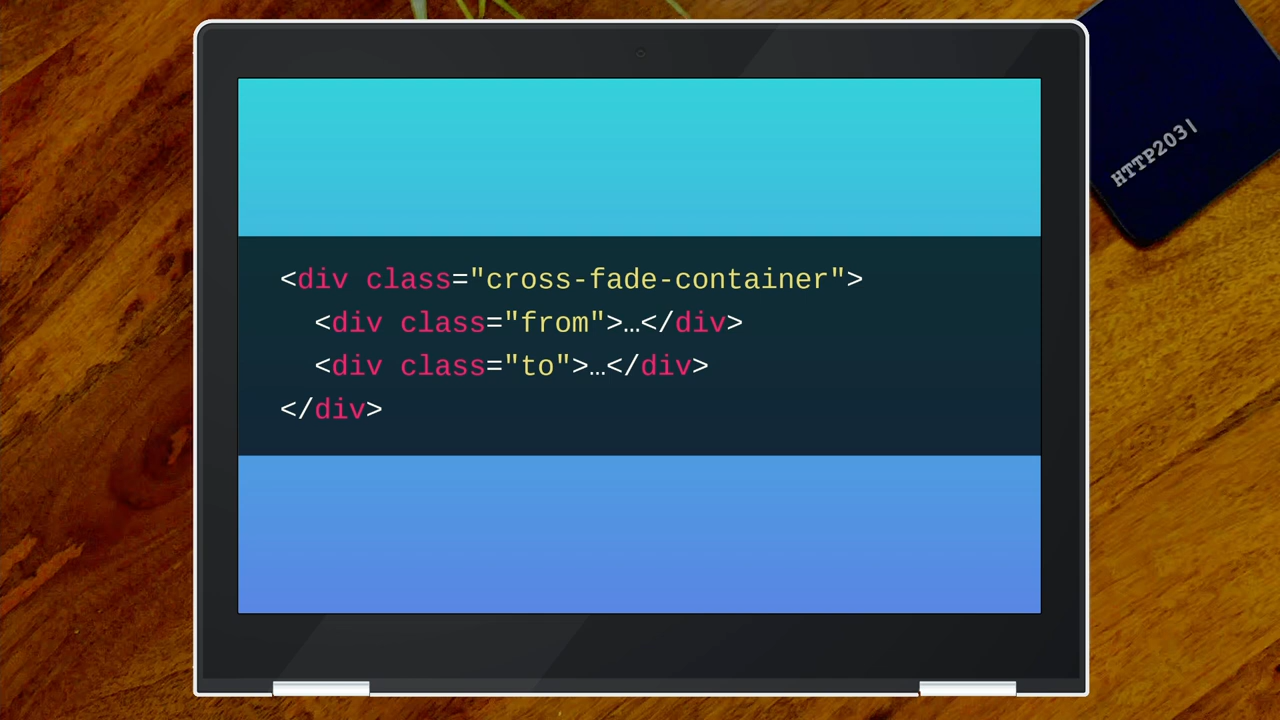 <div class="cross-fade-container">
  <div class="from">…</div>
  <div class="to">…</div>
</div>
HTTP203|